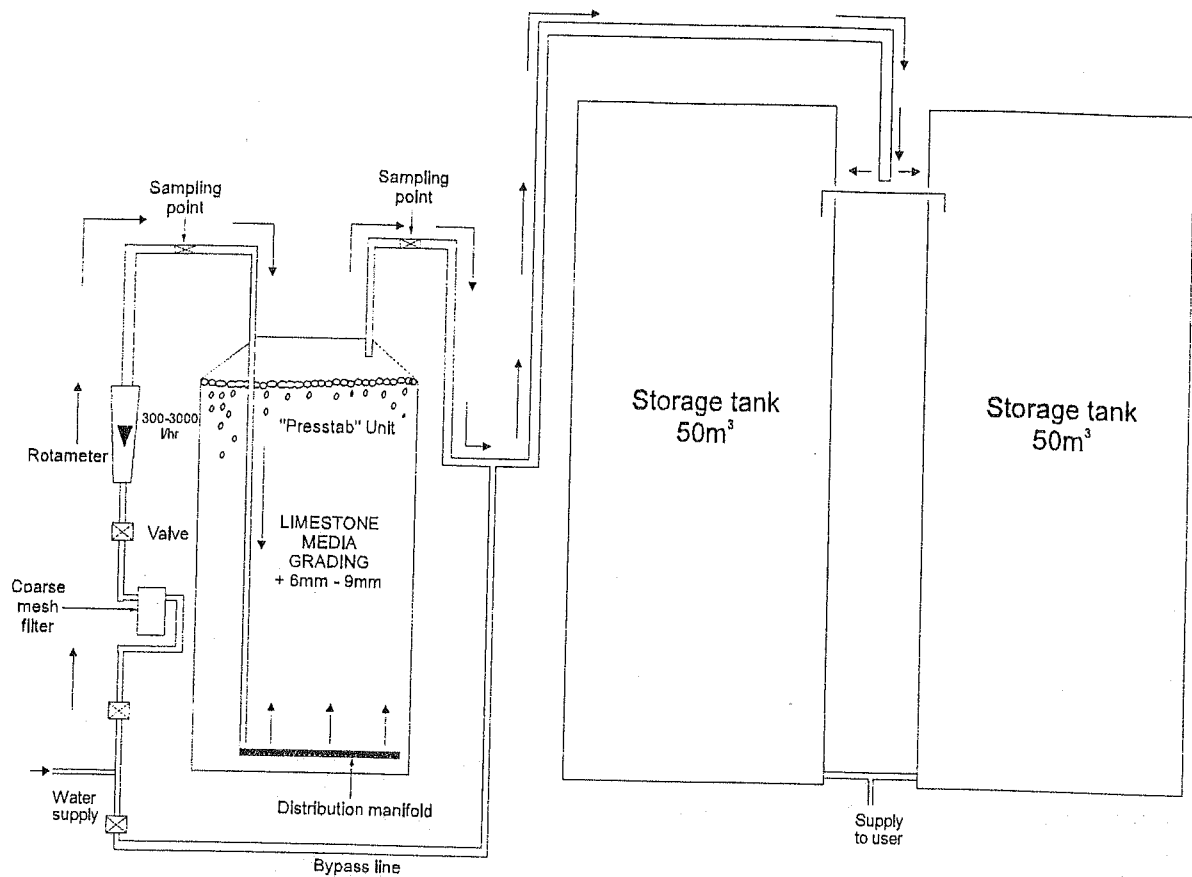 Sampling
point
Sampling
point
300-3000
l/hr
Rotameter
"Presstab" Unit
Storage tank
50m³
Storage tank
50m³
Valve
LIMESTONE
MEDIA
GRADING
+ 6mm - 9mm
Coarse
mesh
filter
Water
supply
Distribution manifold
Supply
to user
Bypass line